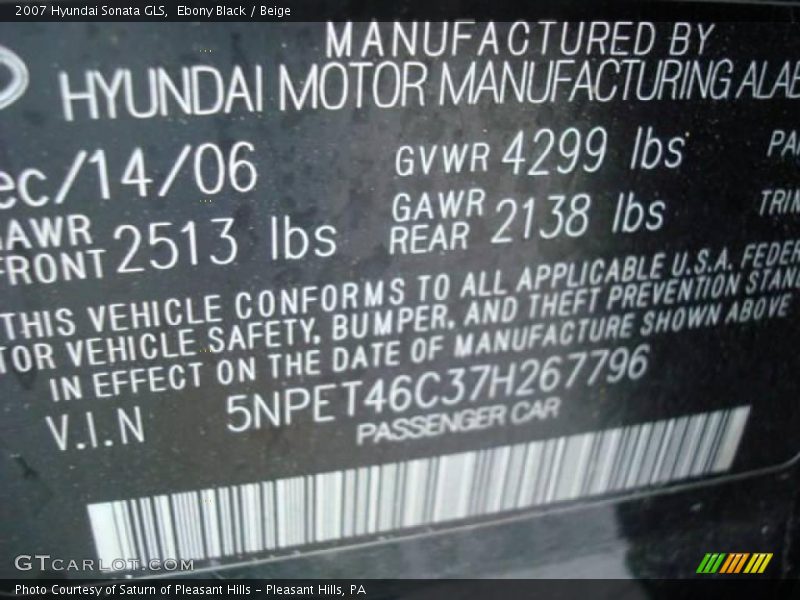 2007 Hyundai Sonata GLS, Ebony Black / Beige
MANUFACTURED BY
HYUNDAI MOTOR MANUFACTURING ALAB
ec/14/06 GVWR 4299 lbs PA
GAWR FRONT 2513 lbs GAWR REAR 2138 lbs TRIM
THIS VEHICLE CONFORMS TO ALL APPLICABLE U.S.A. FEDER
TOR VEHICLE SAFETY, BUMPER, AND THEFT PREVENTION STAN
IN EFFECT ON THE DATE OF MANUFACTURE SHOWN ABOVE
V.I.N 5NPET46C37H267796
PASSENGER CAR
GTCARLOT.COM
Photo Courtesy of Saturn of Pleasant Hills - Pleasant Hills, PA